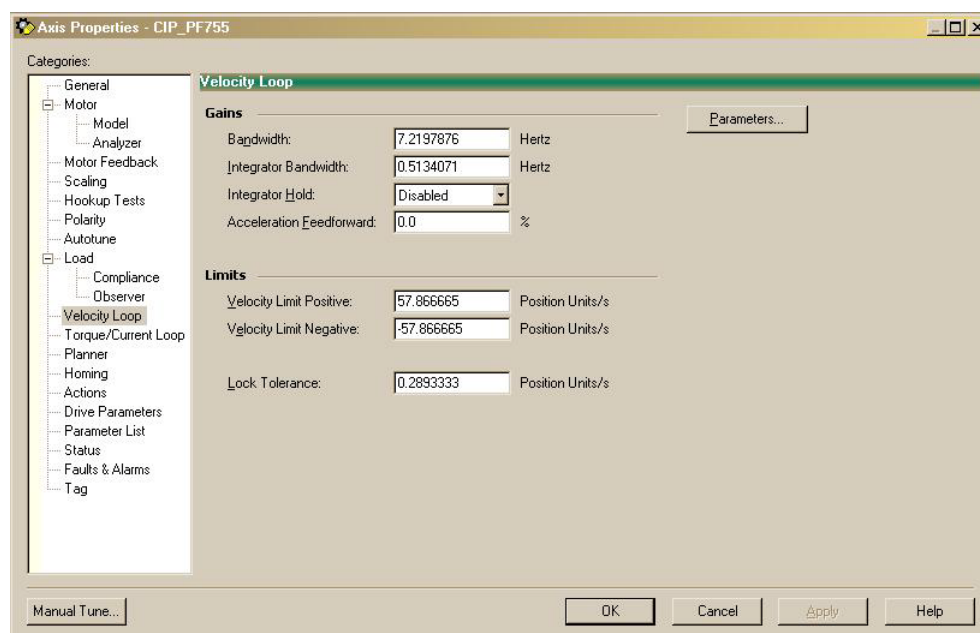 Axis Properties - CIP_PF755
Categories:
General
Motor
Model
Analyzer
Motor Feedback
Scaling
Hookup Tests
Polarity
Autotune
Load
Compliance
Observer
Velocity Loop
Torque/Current Loop
Planner
Homing
Actions
Drive Parameters
Parameter List
Status
Faults & Alarms
Tag
Velocity Loop
Gains
Parameters...
Bandwidth: 7.2197876 Hertz
Integrator Bandwidth: 0.5134071 Hertz
Integrator Hold: Disabled
Acceleration Feedforward: 0.0 %
Limits
Velocity Limit Positive: 57.866665 Position Units/s
Velocity Limit Negative: -57.866665 Position Units/s
Lock Tolerance: 0.2893333 Position Units/s
Manual Tune... OK Cancel Apply Help